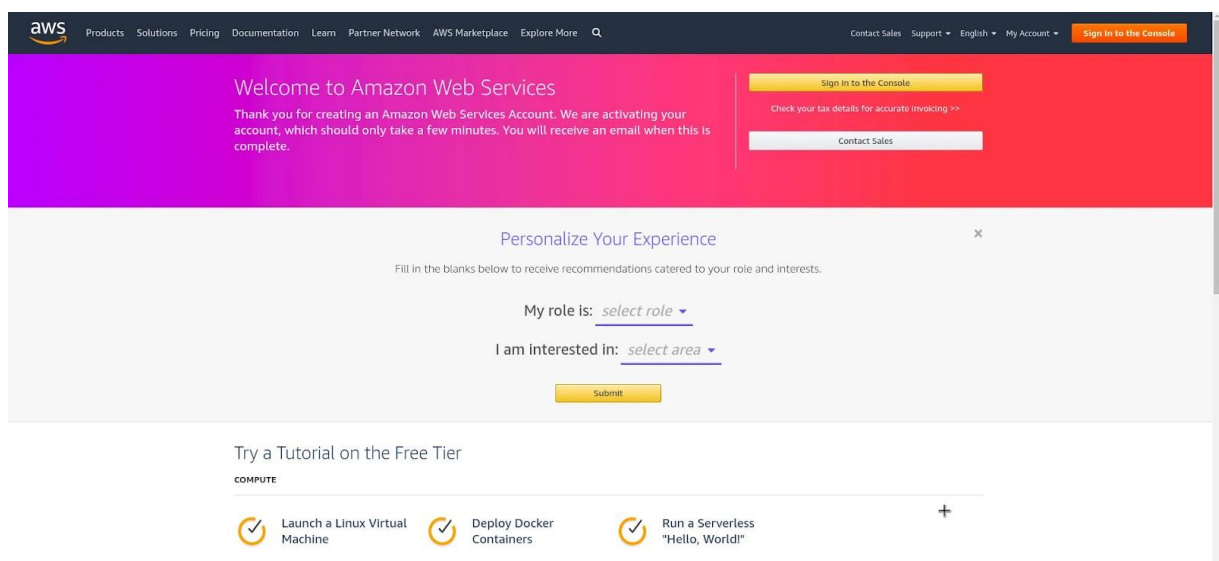 aws
Products Solutions Pricing Documentation Learn Partner Network AWS Marketplace Explore More
Contact Sales Support English My Account Sign In to the Console
Welcome to Amazon Web Services
Thank you for creating an Amazon Web Services Account. We are activating your
account, which should only take a few minutes. You will receive an email when this is
complete.
Sign In to the Console
Check your tax details for accurate invoicing >>
Contact Sales
Personalize Your Experience
×
Fill in the blanks below to receive recommendations catered to your role and interests.
My role is: select role
I am interested in: select area
Submit
Try a Tutorial on the Free Tier
COMPUTE
Launch a Linux Virtual
Machine
Deploy Docker
Containers
Run a Serverless
"Hello, World!"